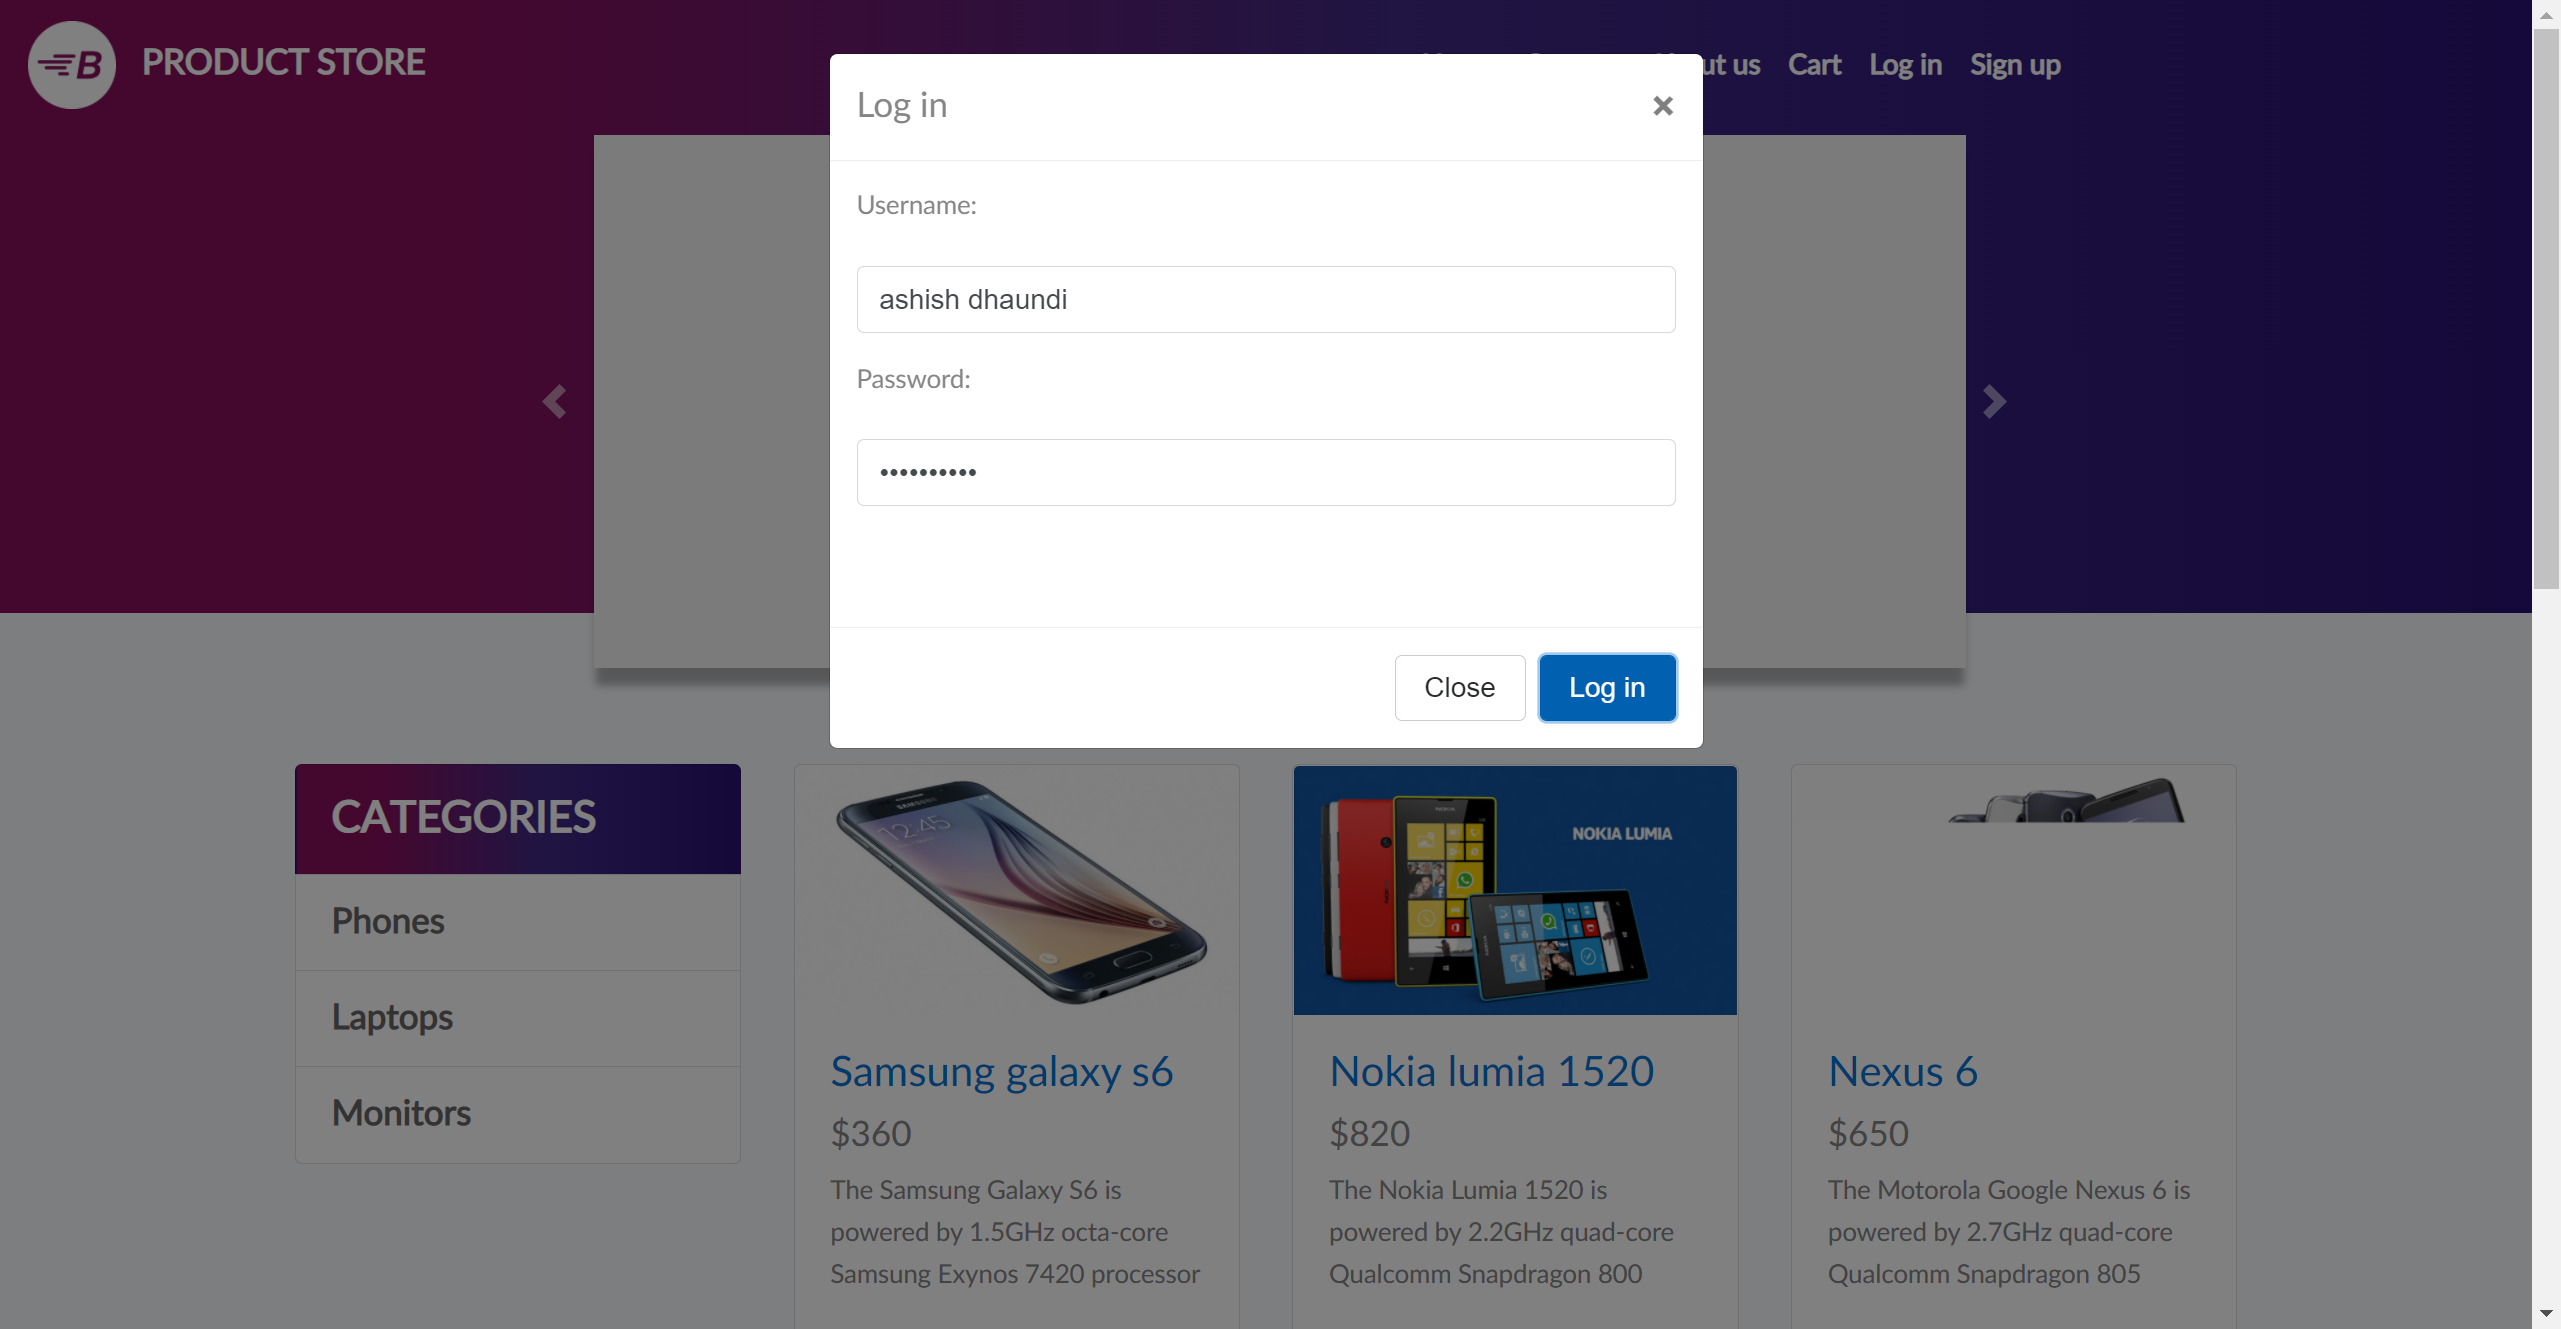 B PRODUCT STORE
ut us Cart Log in Sign up
Log in ×
Username:
ashish dhaundi
Password:
••••••••••
Close Log in
CATEGORIES
Phones
Laptops
Monitors
SAMSUNG
12:45
Samsung galaxy s6
$360
The Samsung Galaxy S6 is
powered by 1.5GHz octa-core
Samsung Exynos 7420 processor
NOKIA
NOKIA LUMIA
Nokia lumia 1520
$820
The Nokia Lumia 1520 is
powered by 2.2GHz quad-core
Qualcomm Snapdragon 800
Nexus 6
$650
The Motorola Google Nexus 6 is
powered by 2.7GHz quad-core
Qualcomm Snapdragon 805